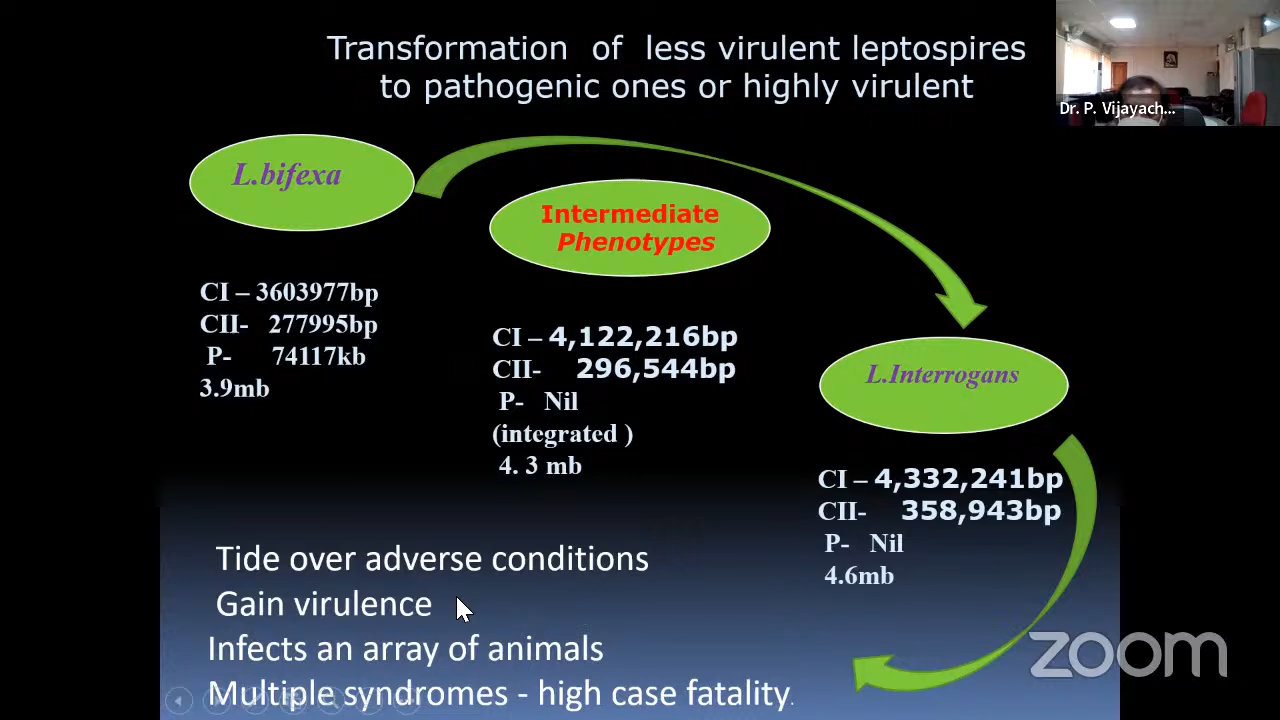 Transformation of less virulent leptospires
to pathogenic ones or highly virulent
Dr. P. Vijayach...
L.bifexa
Intermediate
Phenotypes
CI – 3603977bp
CII- 277995bp
P- 74117kb
3.9mb
CI – 4,122,216bp
CII- 296,544bp
P- Nil
(integrated )
4. 3 mb
L.Interrogans
CI – 4,332,241bp
CII- 358,943bp
P- Nil
4.6mb
Tide over adverse conditions
Gain virulence
Infects an array of animals
Multiple syndromes - high case fatality.
zoom